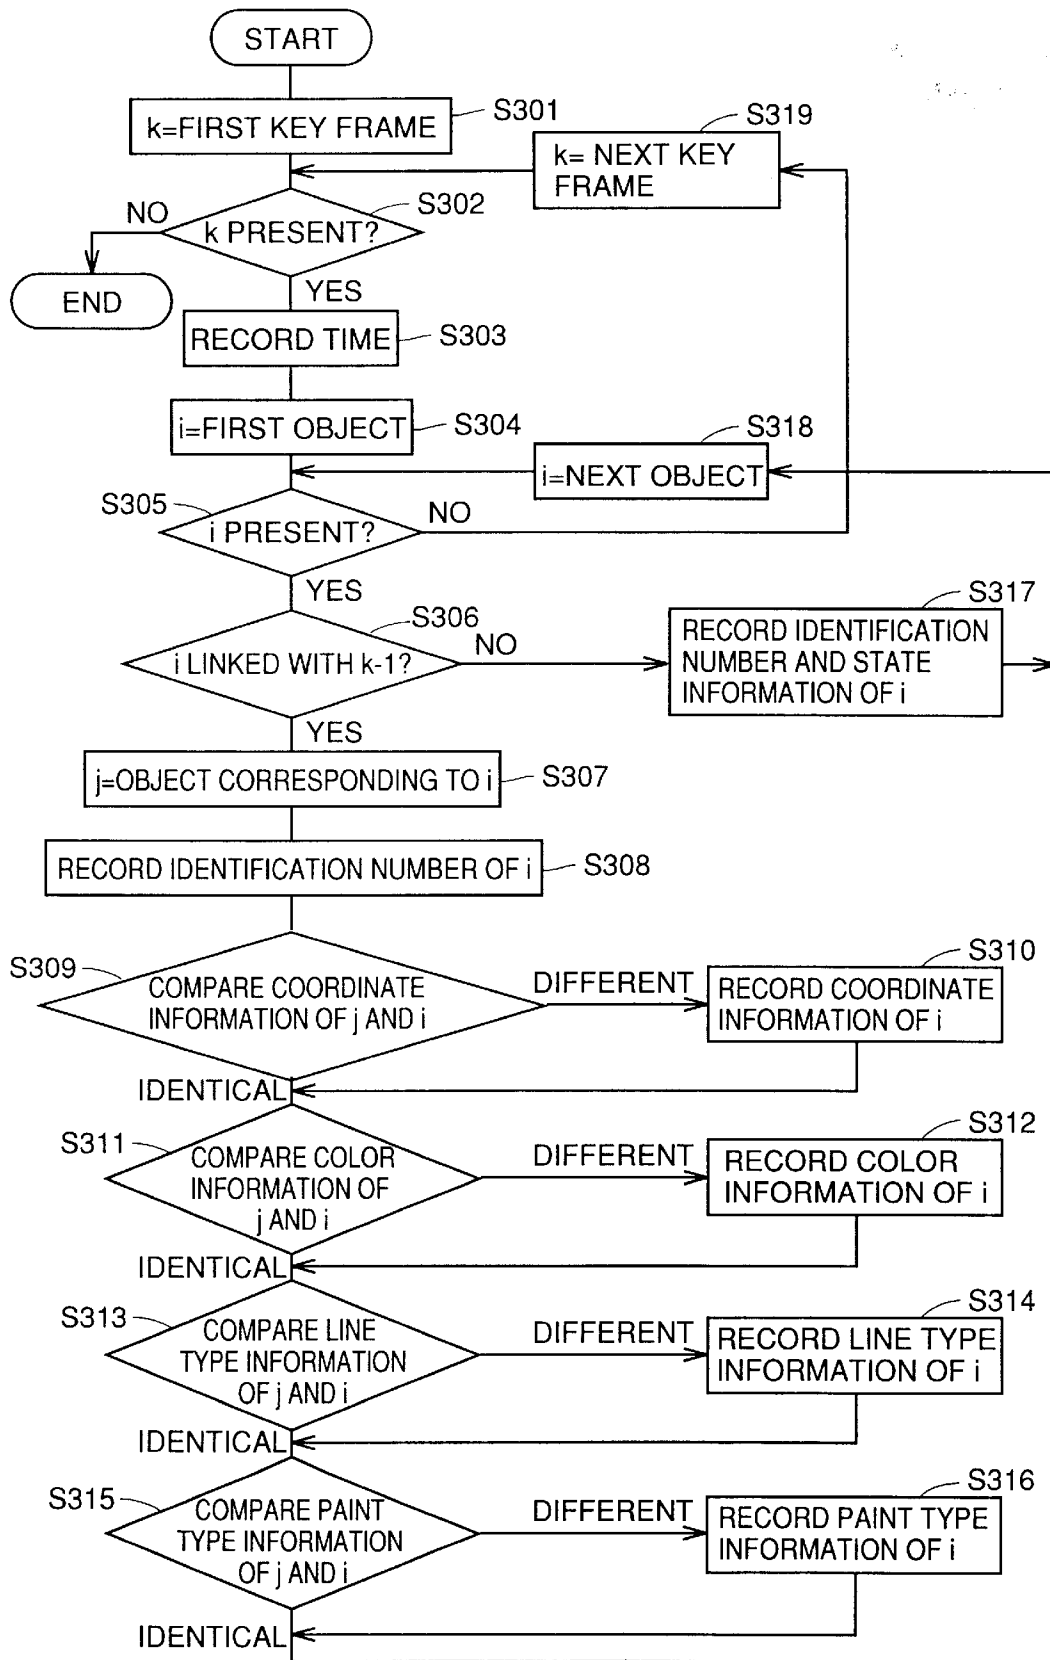 START
k=FIRST KEY FRAME
S301
k= NEXT KEY
FRAME
S319
k PRESENT?
S302
NO
END
YES
RECORD TIME
S303
i=FIRST OBJECT
S304
i=NEXT OBJECT
S318
S305
i PRESENT?
NO
YES
i LINKED WITH k-1?
S306
NO
RECORD IDENTIFICATION
NUMBER AND STATE
INFORMATION OF i
S317
YES
j=OBJECT CORRESPONDING TO i
S307
RECORD IDENTIFICATION NUMBER OF i
S308
S309
COMPARE COORDINATE
INFORMATION OF j AND i
DIFFERENT
RECORD COORDINATE
INFORMATION OF i
S310
IDENTICAL
S311
COMPARE COLOR
INFORMATION OF
j AND i
DIFFERENT
RECORD COLOR
INFORMATION OF i
S312
IDENTICAL
S313
COMPARE LINE
TYPE INFORMATION
OF j AND i
DIFFERENT
RECORD LINE TYPE
INFORMATION OF i
S314
IDENTICAL
S315
COMPARE PAINT
TYPE INFORMATION
OF j AND i
DIFFERENT
RECORD PAINT TYPE
INFORMATION OF i
S316
IDENTICAL